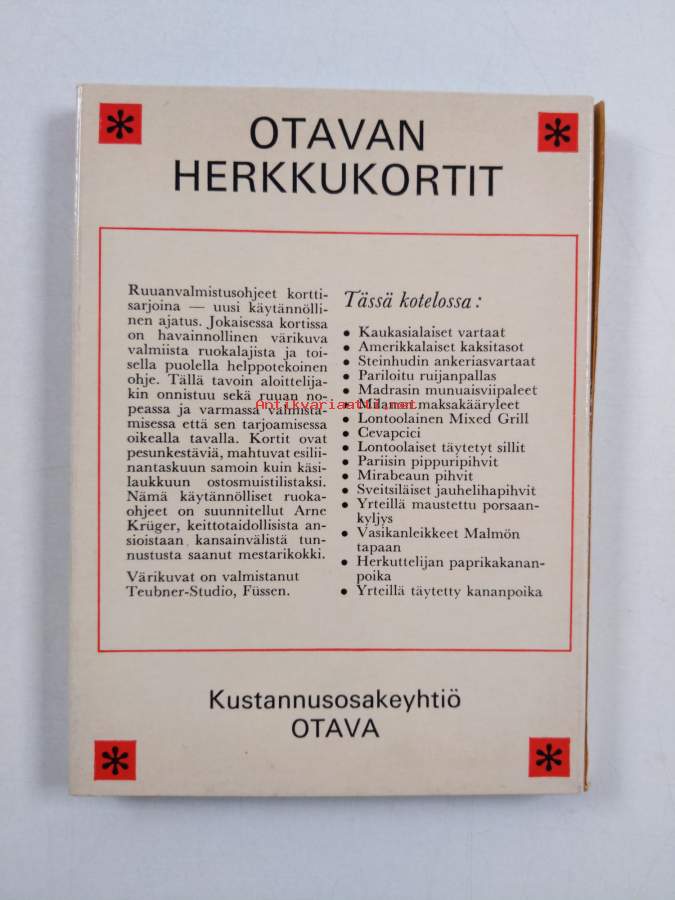 OTAVAN
HERKKUKORTIT
Ruuanvalmistusohjeet kortti-
sarjoina — uusi käytännölli-
nen ajatus. Jokaisessa kortissa
on havainnollinen värikuva
valmiista ruokalajista ja toi-
sella puolella helppotekoinen
ohje. Tällä tavoin aloittelija-
kin onnistuu sekä ruuan no-
peassa ja varmassa valmista-
misessa että sen tarjoamisessa
oikealla tavalla. Kortit ovat
pesunkestäviä, mahtuvat esilii-
nantaskuun samoin kuin käsi-
laukkuun ostosmuistilistaksi.
Nämä käytännölliset ruoka-
ohjeet on suunnitellut Arne
Krüger, keittotaidollisista an-
sioistaan kansainvälistä tun-
nustusta saanut mestarikokki.
Värikuvat on valmistanut
Teubner-Studio, Füssen.
Tässä kotelossa:
• Kaukasialaiset vartaat
• Amerikkalaiset kaksitasot
• Steinhudin ankeriasvartaat
• Pariloitu ruijanpallas
• Madrasin munuaisviipaleet
• Milanon maksakääryleet
• Lontoolainen Mixed Grill
• Cevapcici
• Lontoolaiset täytetyt sillit
• Pariisin pippuripihvit
• Mirabeaun pihvit
• Sveitsiläiset jauhelihapihvit
• Yrteillä maustettu porsaan-
kyljys
• Vasikanleikkeet Malmön
tapaan
• Herkuttelijan paprikakanan-
poika
• Yrteillä täytetty kananpoika
Antikvariaatti.net
Kustannusosakeyhtiö
OTAVA